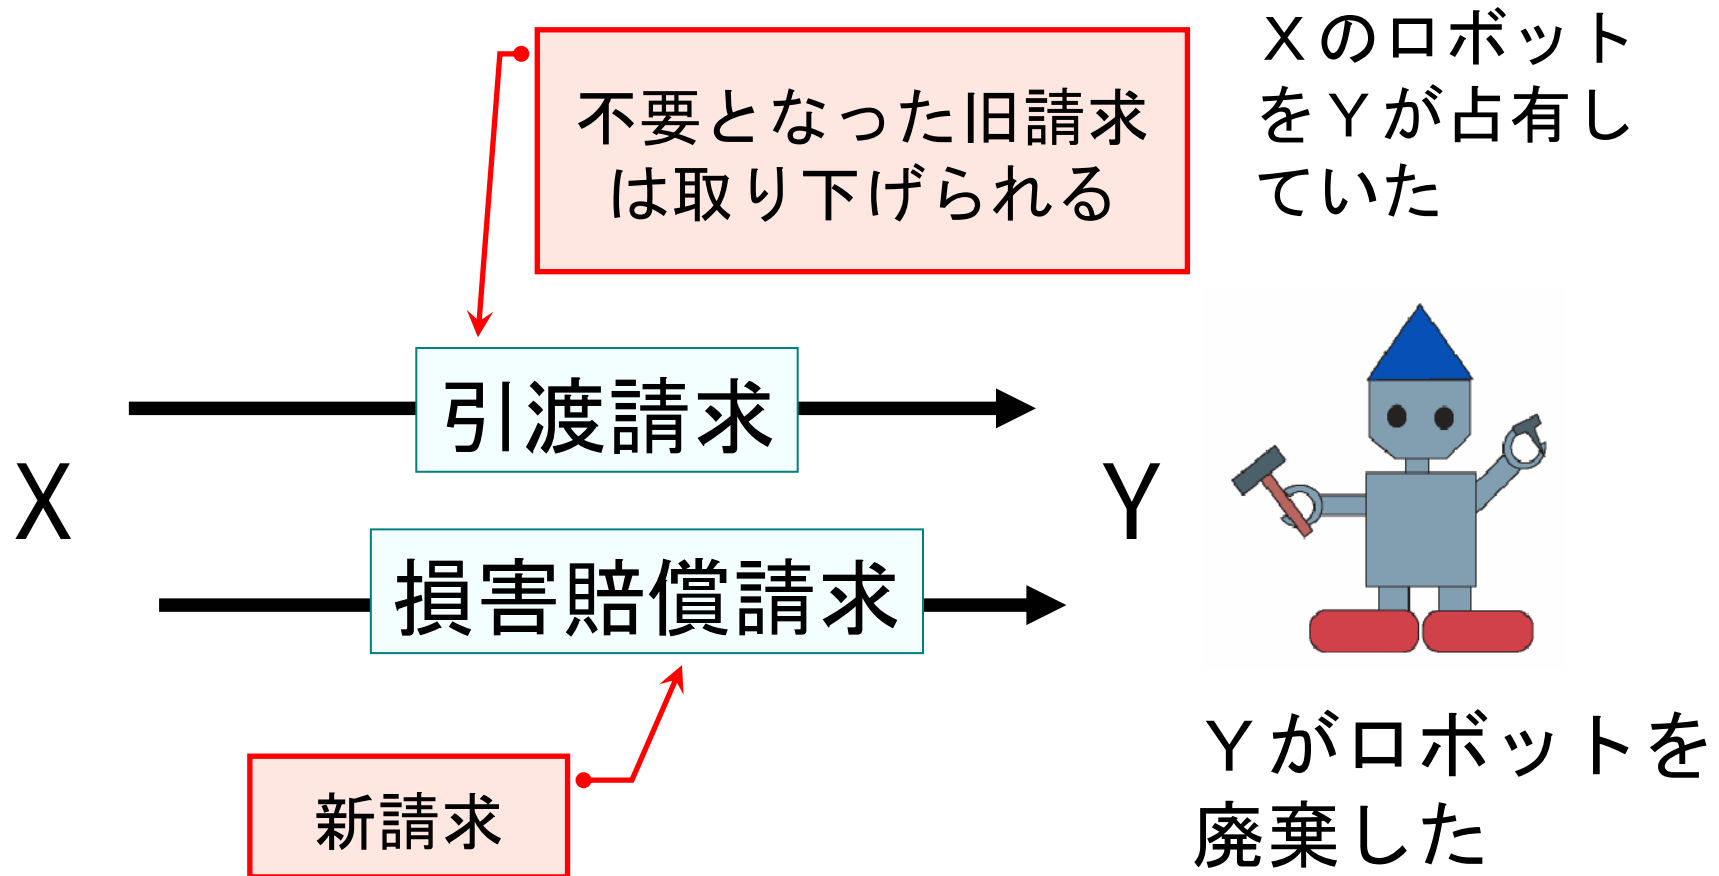 不要となった旧請求
は取り下げられる
Ｘのロボット
をＹが占有し
ていた
引渡請求
X
Y
損害賠償請求
新請求
Ｙがロボットを
廃棄した